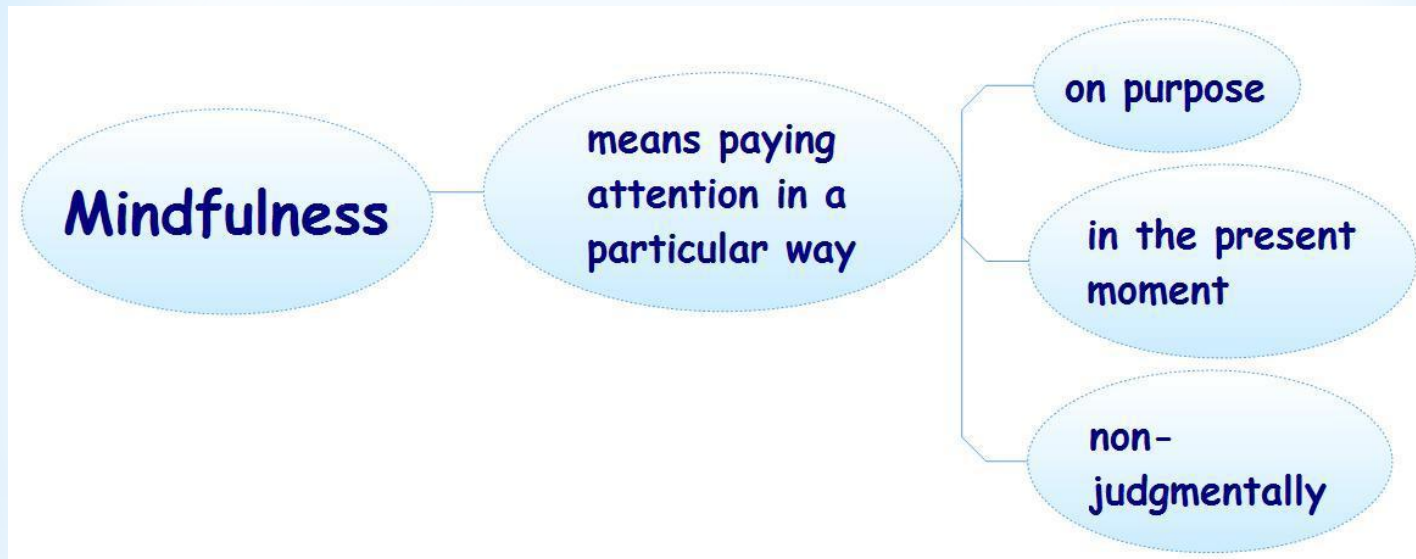 Mindfulness
means paying
attention in a
particular way
on purpose
in the present
moment
non-
judgmentally